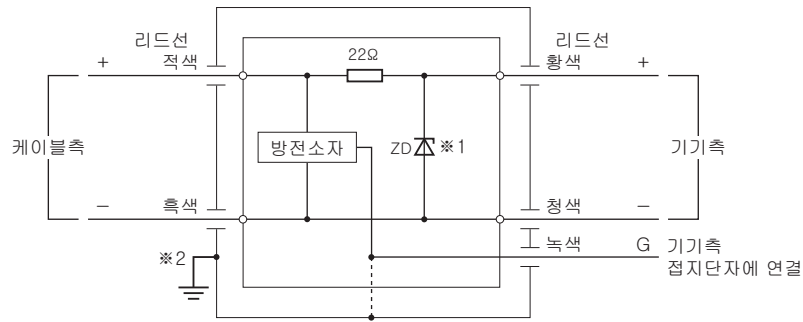 리드선
적색
22Ω
리드선
황색
+
+
케이블측
방전소자
ZD
※1
기기측
−
흑색
청색
−
※2
녹색
G
기기측
접지단자에 연결